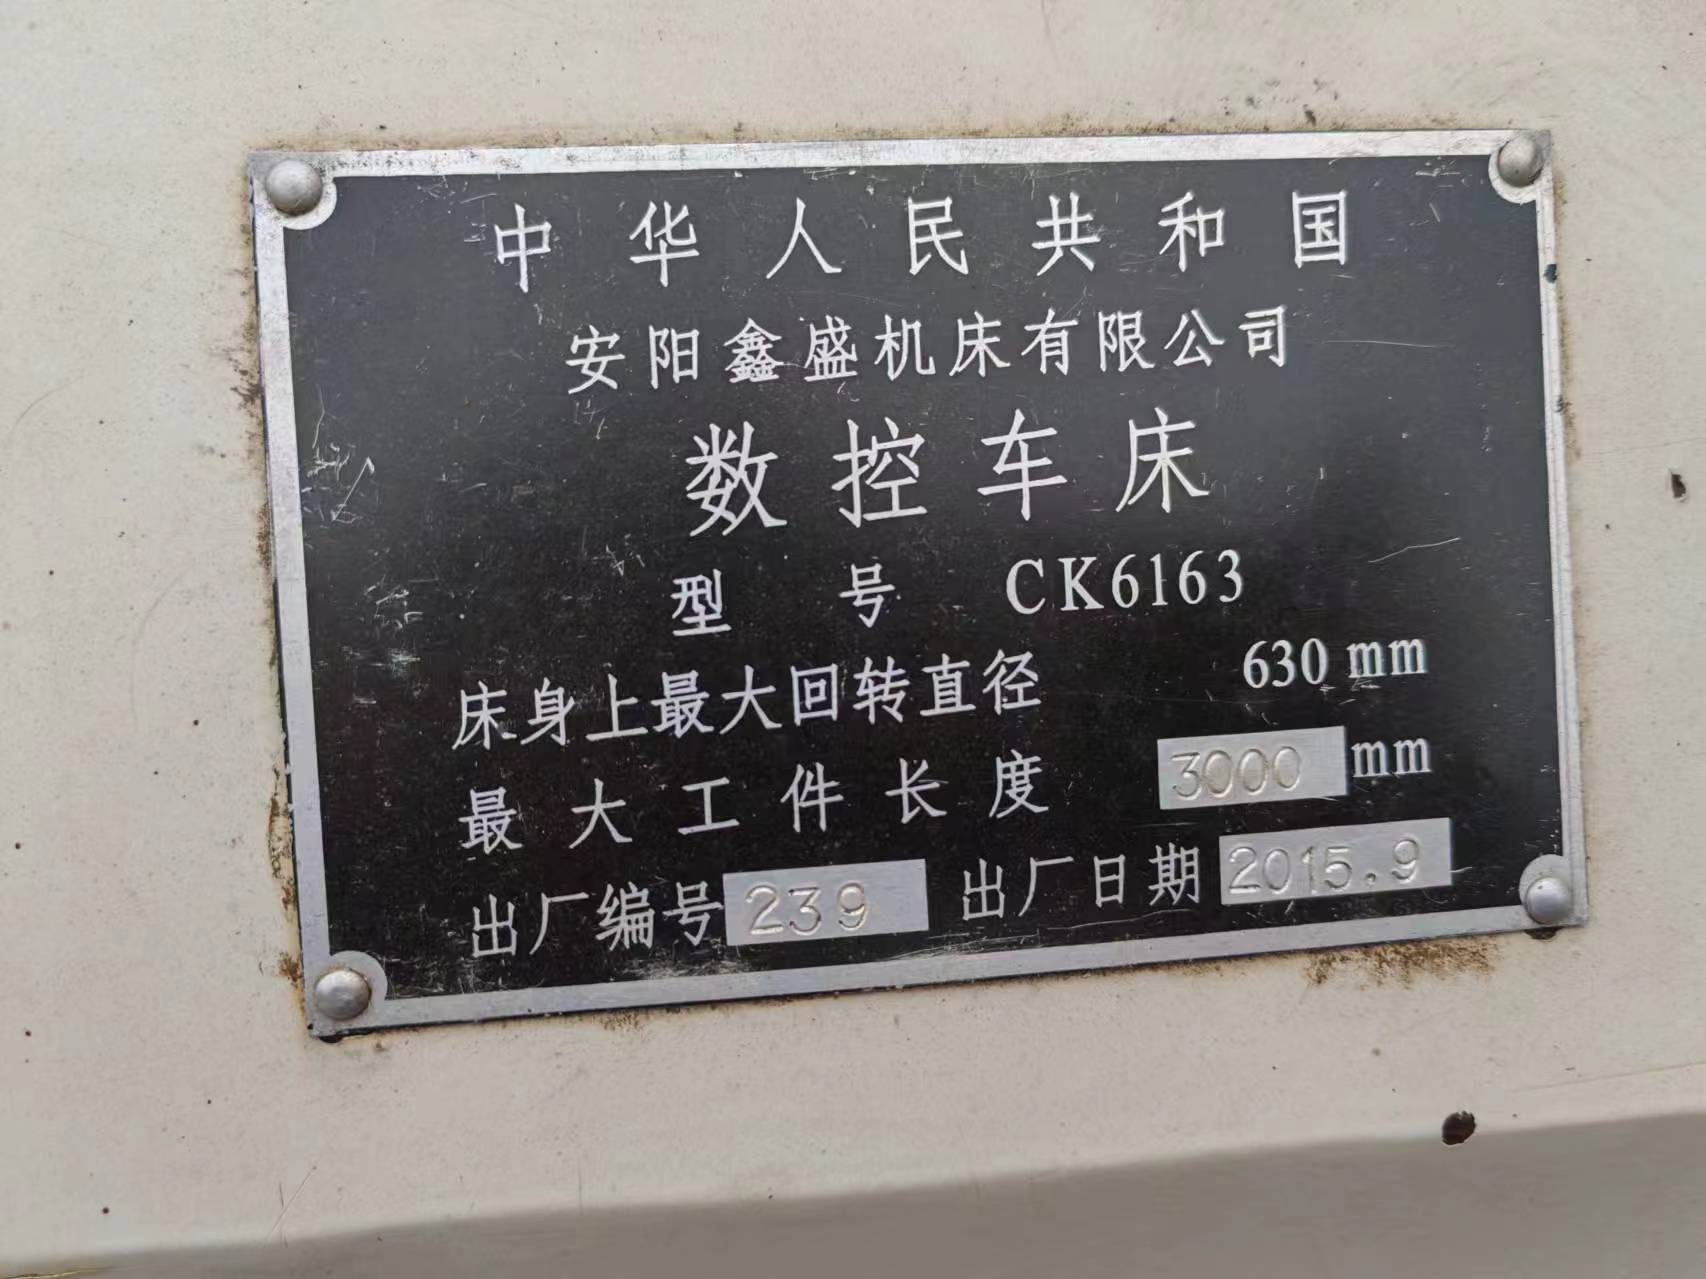 中华人民共和国
安阳鑫盛机床有限公司
数控车床
型号 CK6163
床身上最大回转直径 630 mm
最大工件长度 3000 mm
出厂编号 239 出厂日期 2015.9